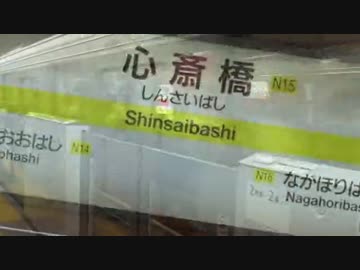 心斎橋 N15
しんさいばし
Shinsaibashi
おおはし N14
ohashi
N16 なかほりば
Nagahoribas